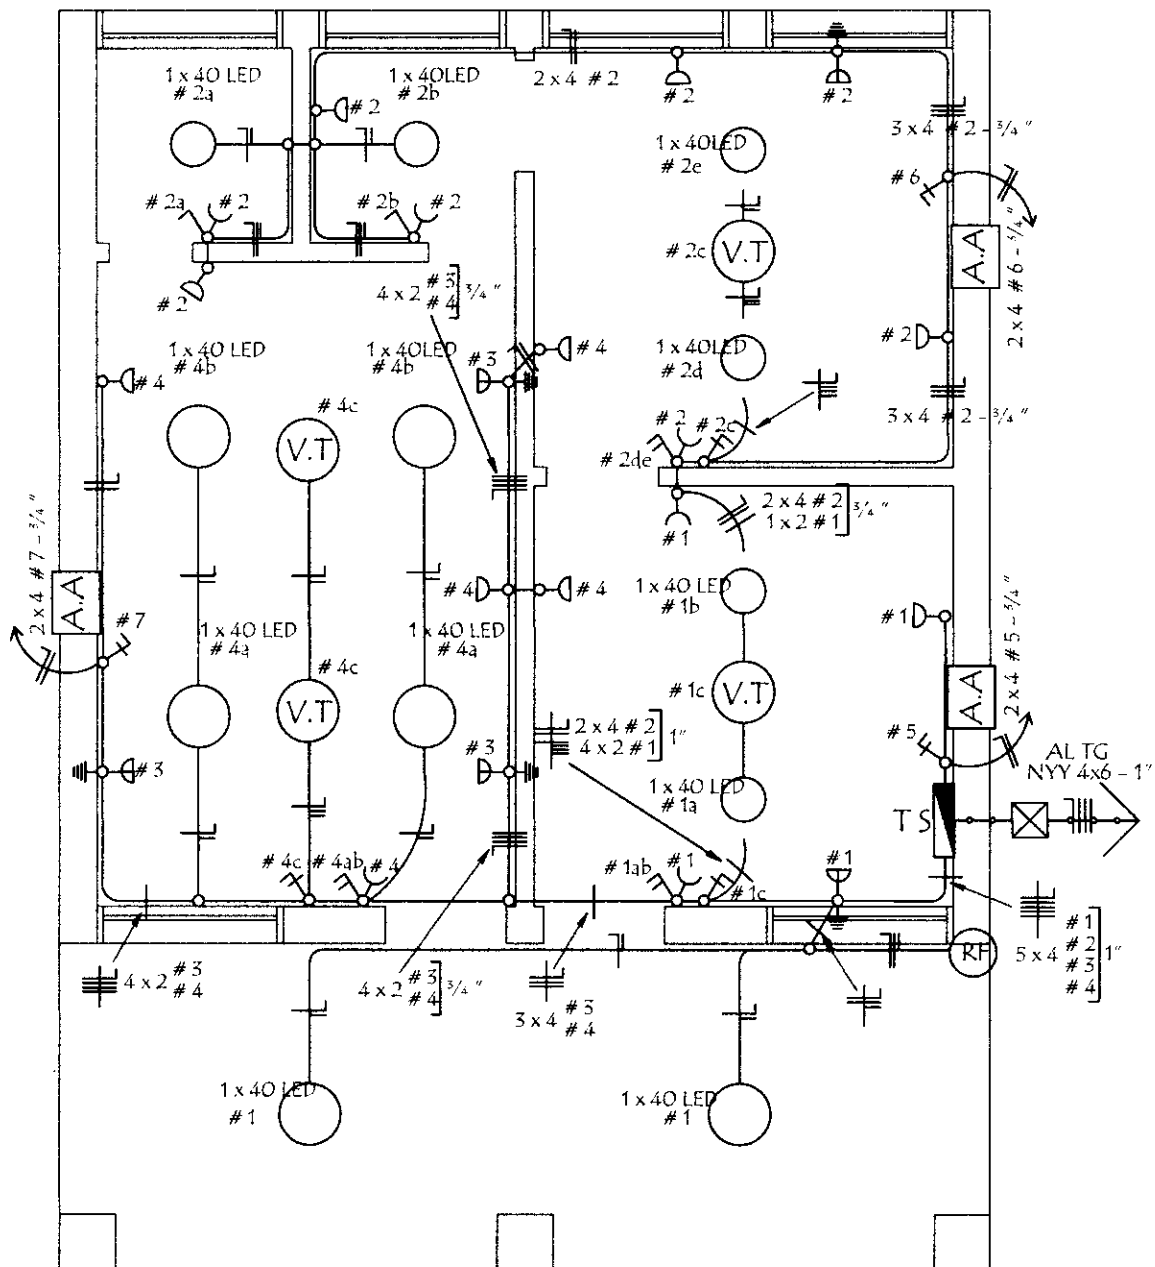 1 x 40 LED
# 2a
1 x 40LED
# 2b
# 2
2 x 4 # 2
# 2
# 2
3 x 4 # 2 - 3/4 "
1 x 40LED
# 2e
# 6
# 2a
# 2
# 2b
# 2
# 2c
V.T
A.A
2 x 4 # 6 - 3/4 "
# 2
4 x 2 # 3
# 4
3/4 "
1 x 40 LED
# 4b
1 x 40LED
# 4b
# 3
# 4
1 x 40LED
# 2d
# 2
# 4
# 4c
V.T
3 x 4 # 2 - 3/4 "
# 2
# 2c
# 2de
2 x 4 # 2
1 x 2 # 1
3/4 "
# 1
2 x 4 # 7 - 3/4 "
A.A
# 7
# 4
# 4
1 x 40 LED
# 1b
# 1
1 x 40 LED
# 4a
1 x 40 LED
# 4a
# 4c
V.T
# 1c
V.T
A.A
2 x 4 # 5 - 3/4 "
# 5
2 x 4 # 2
4 x 2 # 1
1"
# 3
# 3
AL TG
NYY 4x6 - 1"
1 x 40 LED
# 1a
T S
# 4c
# 4ab
# 4
# 1ab
# 1
# 1c
# 1
4 x 2 # 3
# 4
4 x 2 # 3
# 4
3/4 "
3 x 4 # 3
# 4
RF
5 x 4 # 1
# 2
# 3
# 4
1"
1 x 40 LED
# 1
1 x 40 LED
# 1